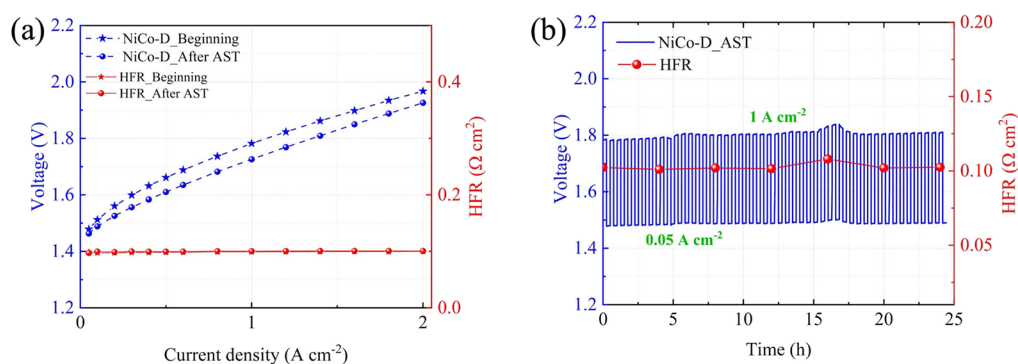 (a)
2.2
2.0
1.8
1.6
1.4
1.2
Voltage (V)
NiCo-D_Beginning
NiCo-D_After AST
HFR_Beginning
HFR_After AST
0.4
0.2
0.0
HFR (Ω cm²)
0
1
2
Current density (A cm⁻²)
(b)
2.2
2.0
1.8
1.6
1.4
1.2
Voltage (V)
NiCo-D_AST
HFR
1 A cm⁻²
0.05 A cm⁻²
0.20
0.15
0.10
0.05
0.00
HFR (Ω cm²)
0
5
10
15
20
25
Time (h)